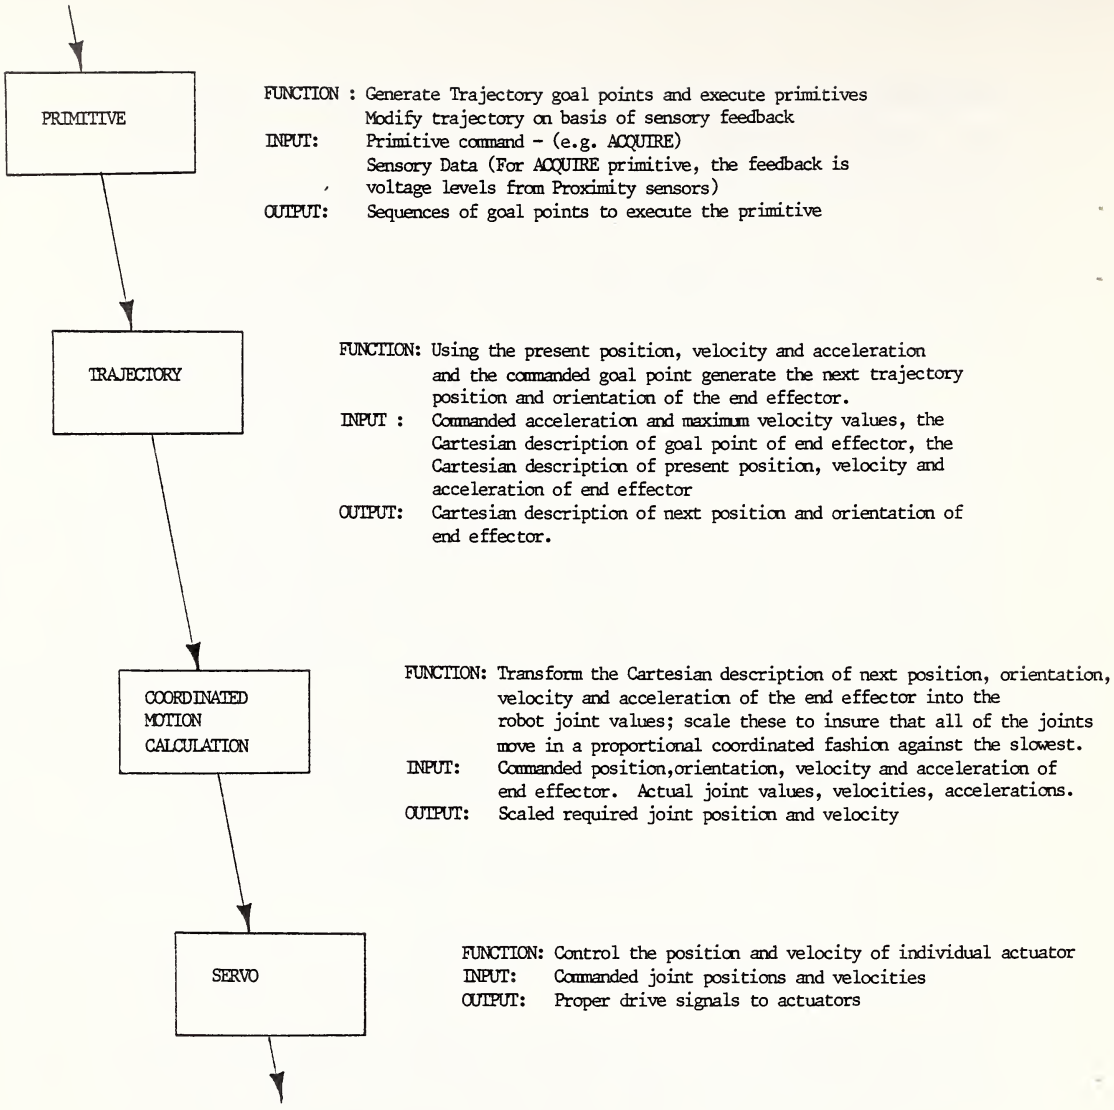 PRIMITIVE
FUNCTION : Generate Trajectory goal points and execute primitives
Modify trajectory on basis of sensory feedback
INPUT: Primitive command - (e.g. ACQUIRE)
Sensory Data (For ACQUIRE primitive, the feedback is
voltage levels from Proximity sensors)
OUTPUT: Sequences of goal points to execute the primitive
TRAJECTORY
FUNCTION: Using the present position, velocity and acceleration
and the commanded goal point generate the next trajectory
position and orientation of the end effector.
INPUT : Commanded acceleration and maximum velocity values, the
Cartesian description of goal point of end effector, the
Cartesian description of present position, velocity and
acceleration of end effector
OUTPUT: Cartesian description of next position and orientation of
end effector.
COORDINATED
MOTION
CALCULATION
FUNCTION: Transform the Cartesian description of next position, orientation,
velocity and acceleration of the end effector into the
robot joint values; scale these to insure that all of the joints
move in a proportional coordinated fashion against the slowest.
INPUT: Commanded position,orientation, velocity and acceleration of
end effector. Actual joint values, velocities, accelerations.
OUTPUT: Scaled required joint position and velocity
SERVO
FUNCTION: Control the position and velocity of individual actuator
INPUT: Commanded joint positions and velocities
OUTPUT: Proper drive signals to actuators